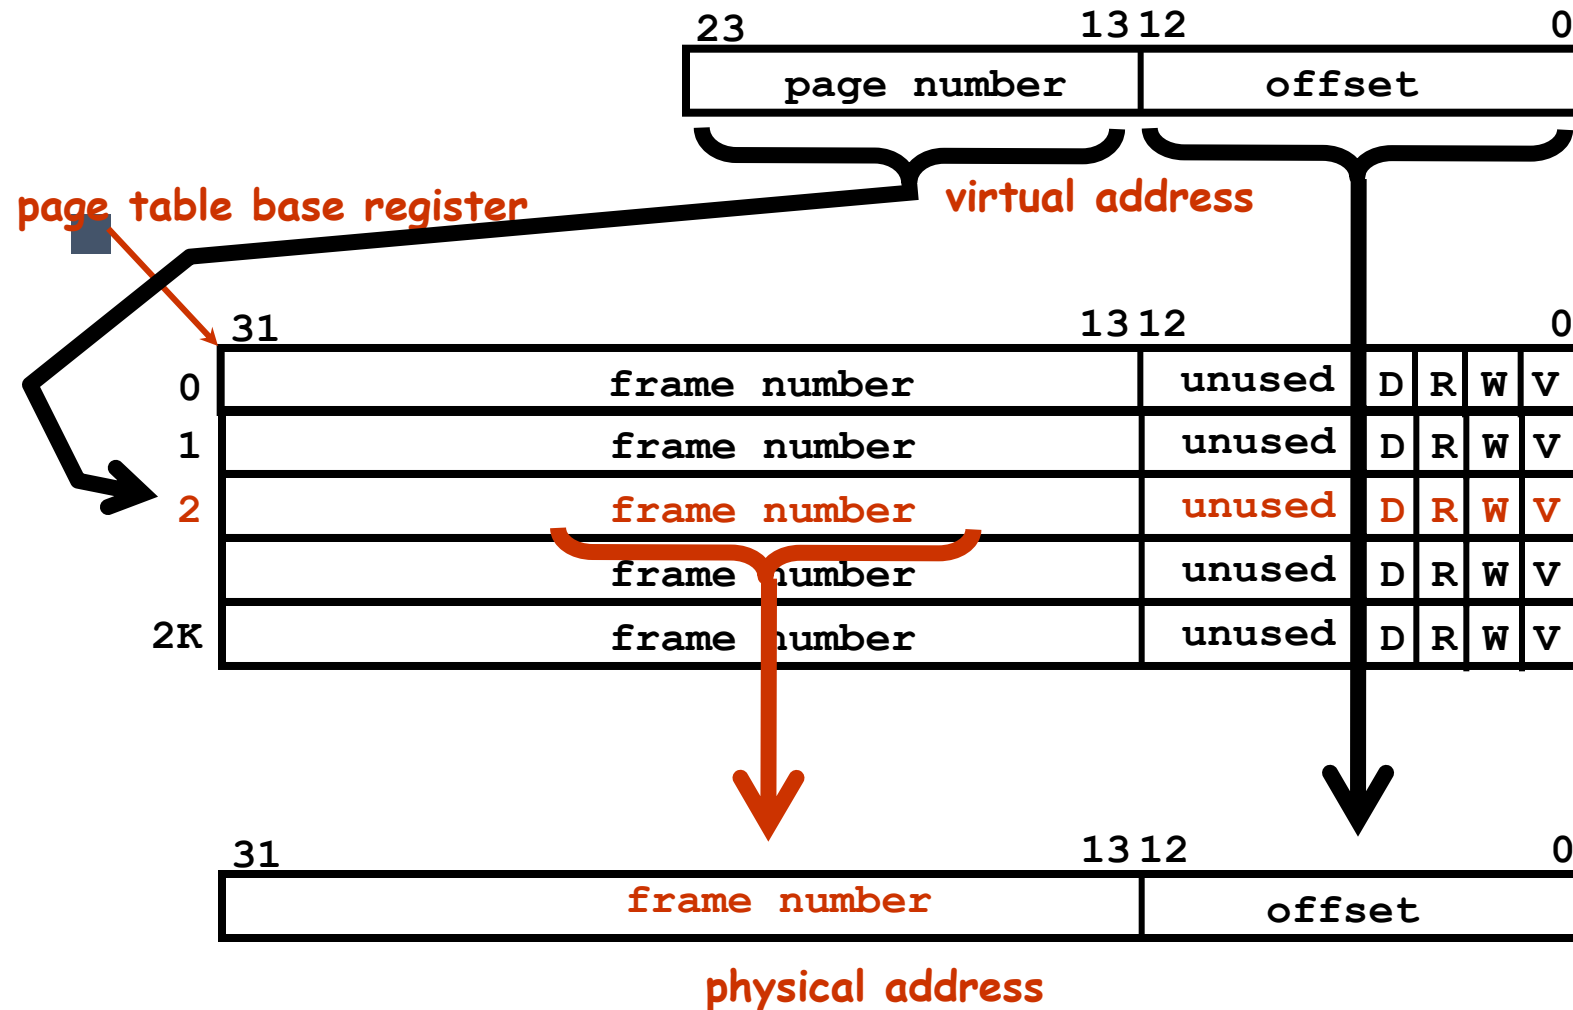 23 13 12 0
page number offset
page table base register virtual address
31 13 12 0
0 frame number unused D R W V
1 frame number unused D R W V
2 frame number unused D R W V
frame number unused D R W V
2K frame number unused D R W V
31 13 12 0
frame number offset
physical address